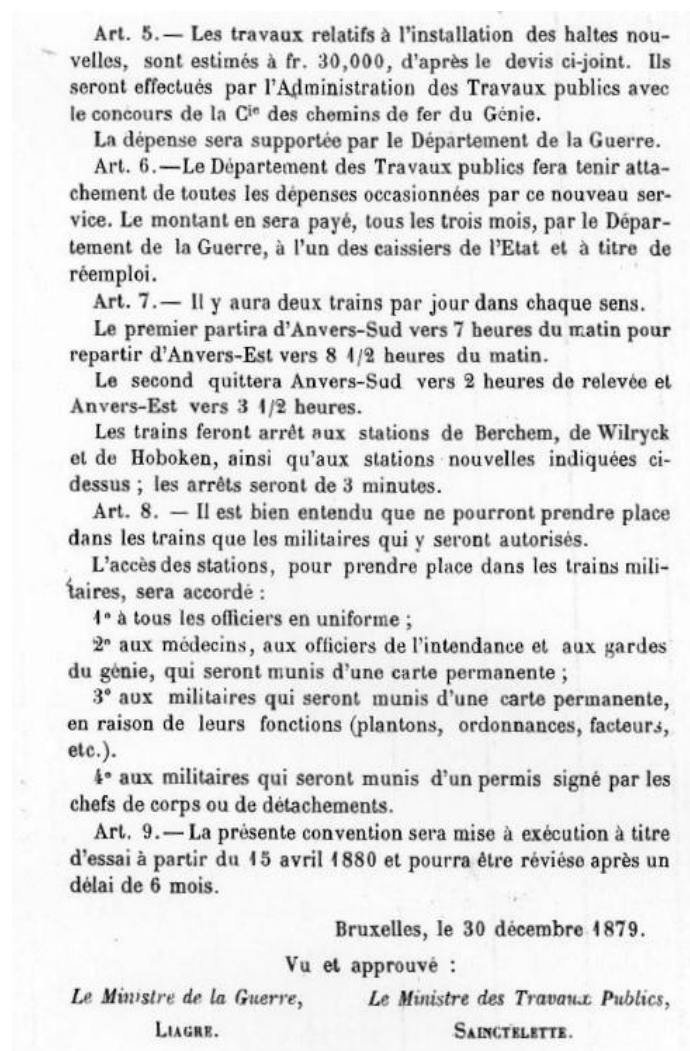 Art. 5.— Les travaux relatifs à l'installation des haltes nou-
velles, sont estimés à fr. 30,000, d'après le devis ci-joint. Ils
seront effectués par l'Administration des Travaux publics avec
le concours de la Cie des chemins de fer du Génie.
La dépense sera supportée par le Département de la Guerre.
Art. 6.—Le Département des Travaux publics fera tenir atta-
chement de toutes les dépenses occasionnées par ce nouveau ser-
vice. Le montant en sera payé, tous les trois mois, par le Dépar-
tement de la Guerre, à l'un des caissiers de l'Etat et à titre de
réemploi.
Art. 7.— Il y aura deux trains par jour dans chaque sens.
Le premier partira d'Anvers-Sud vers 7 heures du matin pour
repartir d'Anvers-Est vers 8 1/2 heures du matin.
Le second quittera Anvers-Sud vers 2 heures de relevée et
Anvers-Est vers 3 1/2 heures.
Les trains feront arrêt aux stations de Berchem, de Wilryck
et de Hoboken, ainsi qu'aux stations nouvelles indiquées ci-
dessus ; les arrêts seront de 3 minutes.
Art. 8. — Il est bien entendu que ne pourront prendre place
dans les trains que les militaires qui y seront autorisés.
L'accès des stations, pour prendre place dans les trains mili-
taires, sera accordé :
1° à tous les officiers en uniforme ;
2° aux médecins, aux officiers de l'intendance et aux gardes
du génie, qui seront munis d'une carte permanente ;
3° aux militaires qui seront munis d'une carte permanente,
en raison de leurs fonctions (plantons, ordonnances, facteurs,
etc.).
4° aux militaires qui seront munis d'un permis signé par les
chefs de corps ou de détachements.
Art. 9.— La présente convention sera mise à exécution à titre
d'essai à partir du 15 avril 1880 et pourra être révisée après un
délai de 6 mois.
Bruxelles, le 30 décembre 1879.
Vu et approuvé :
Le Ministre de la Guerre, Le Ministre des Travaux Publics,
LIAGRE. SAINCTELETTE.